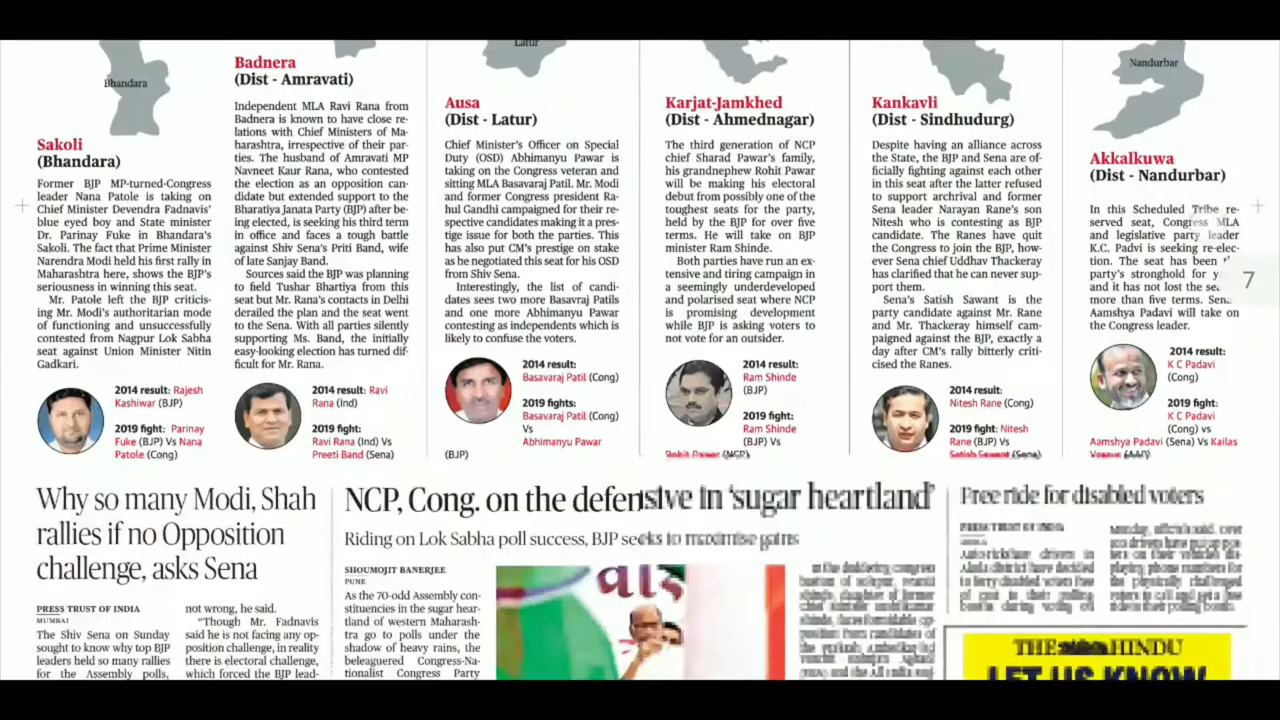 Bhandara
Sakoli
(Bhandara)
Former BJP MP-turned-Congress
leader Nana Patole is taking on
Chief Minister Devendra Fadnavis'
blue eyed boy and State minister
Dr. Parinay Fuke in Bhandara's
Sakoli. The fact that Prime Minister
Narendra Modi held his first rally in
Maharashtra here, shows the BJP's
seriousness in winning this seat.
Mr. Patole left the BJP criticis-
ing Mr. Modi's authoritarian mode
of functioning and unsuccessfully
contested from Nagpur Lok Sabha
seat against Union Minister Nitin
Gadkari.
2014 result: Rajesh
Kashiwar (BJP)
2019 fight: Parinay
Fuke (BJP) Vs Nana
Patole (Cong)
Badnera
(Dist - Amravati)
Independent MLA Ravi Rana from
Badnera is known to have close re-
lations with Chief Ministers of Ma-
harashtra, irrespective of their par-
ties. The husband of Amravati MP
Navneet Kaur Rana, who contested
the election as an opposition can-
didate but extended support to the
Bharatiya Janata Party (BJP) after be-
ing elected, is seeking his third term
in office and faces a tough battle
against Shiv Sena's Priti Band, wife
of late Sanjay Band.
Sources said the BJP was planning
to field Tushar Bhartiya from this
seat but Mr. Rana's contacts in Delhi
derailed the plan and the seat went
to the Sena. With all parties silently
supporting Ms. Band, the initially
easy-looking election has turned dif-
ficult for Mr. Rana.
2014 result: Ravi
Rana (Ind)
2019 fight:
Ravi Rana (Ind) Vs
Preeti Band (Sena)
Latur
Ausa
(Dist - Latur)
Chief Minister's Officer on Special
Duty (OSD) Abhimanyu Pawar is
taking on the Congress veteran and
sitting MLA Basavaraj Patil. Mr. Modi
and former Congress president Ra-
hul Gandhi campaigned for their re-
spective candidates making it a pres-
tige issue for both the parties. This
has also put CM's prestige on stake
as he negotiated this seat for his OSD
from Shiv Sena.
Interestingly, the list of candi-
dates sees two more Basavraj Patils
and one more Abhimanyu Pawar
contesting as independents which is
likely to confuse the voters.
2014 result:
Basavaraj Patil (Cong)
2019 fights:
Basavaraj Patil (Cong)
Vs
Abhimanyu Pawar
(BJP)
Karjat-Jamkhed
(Dist - Ahmednagar)
The third generation of NCP
chief Sharad Pawar's family,
his grandnephew Rohit Pawar
will be making his electoral
debut from possibly one of the
toughest seats for the party,
held by the BJP for over five
terms. He will take on BJP
minister Ram Shinde.
Both parties have run an ex-
tensive and tiring campaign in
a seemingly underdeveloped
and polarised seat where NCP
is promising development
while BJP is asking voters to
not vote for an outsider.
2014 result:
Ram Shinde
(BJP)
2019 fight:
Ram Shinde
(BJP) Vs
Rohit Pawar (NCP)
Kankavli
(Dist - Sindhudurg)
Despite having an alliance across
the State, the BJP and Sena are of-
ficially fighting against each other
in this seat after the latter refused
to support archrival and former
Sena leader Narayan Rane's son
Nitesh who is contesting as BJP
candidate. The Ranes have quit
the Congress to join the BJP, how-
ever Sena chief Uddhav Thackeray
has clarified that he can never sup-
port them.
Sena's Satish Sawant is the
party candidate against Mr. Rane
and Mr. Thackeray himself cam-
paigned against the BJP, exactly a
day after CM's rally bitterly criti-
cised the Ranes.
2014 result:
Nitesh Rane (Cong)
2019 fight: Nitesh
Rane (BJP) Vs
Satish Sawant (Sena)
Nandurbar
Akkalkuwa
(Dist - Nandurbar)
In this Scheduled Tribe re-
served seat, Congress MLA
and legislative party leader
K.C. Padvi is seeking re-elec-
tion. The seat has been
party's stronghold for
and it has not lost the
more than five terms.
Aamshya Padavi will take on
the Congress leader.
7
2014 result:
K C Padavi
(Cong)
2019 fight:
K C Padavi
(Cong) vs
Aamshya Padavi (Sena) Vs Kailas
Why so many Modi, Shah
rallies if no Opposition
challenge, asks Sena
PRESS TRUST OF INDIA
MUMBAI
The Shiv Sena on Sunday
sought to know why top BJP
leaders held so many rallies
for the Assembly polls,
not wrong, he said.
"Though Mr. Fadnavis
said he is not facing any op-
position challenge, in reality
there is electoral challenge,
which forced the BJP lead-
NCP, Cong. on the defensive in 'sugar heartland'
Riding on Lok Sabha poll success, BJP seeks to maximise gains
SHOUMOJIT BANERJEE
PUNE
As the 70-odd Assembly con-
stituencies in the sugar heart-
land of western Maharash-
tra go to polls under the
shadow of heavy rains, the
beleaguered Congress-Na-
tionalist Congress Party
Free ride for disabled voters
PRESS TRUST OF INDIA
THE HINDU
LET US KNOW